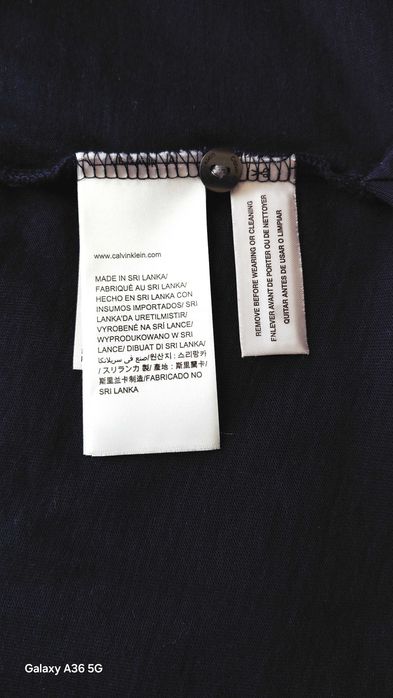 www.calvinklein.com
MADE IN SRI LANKA/
FABRIQUÉ AU SRI LANKA/
HECHO EN SRI LANKA CON
INSUMOS IMPORTADOS/ SRI
LANKA'DA URETILMISTIR/
VYROBENÉ NA SRÍ LANCE/
WYPRODUKOWANO W SRI
LANCE/ DIBUAT DI SRI LANKA/
صنع في سريلانكا/원산지 : 스리랑카
/ スリランカ 製/ 產地 : 斯里蘭卡/
斯里兰卡制造/FABRICADO NO
SRI LANKA
REMOVE BEFORE WEARING OR CLEANING
ENLEVER AVANT DE PORTER OU DE NETTOYER
QUITAR ANTES DE USAR O LIMPIAR
Galaxy A36 5G